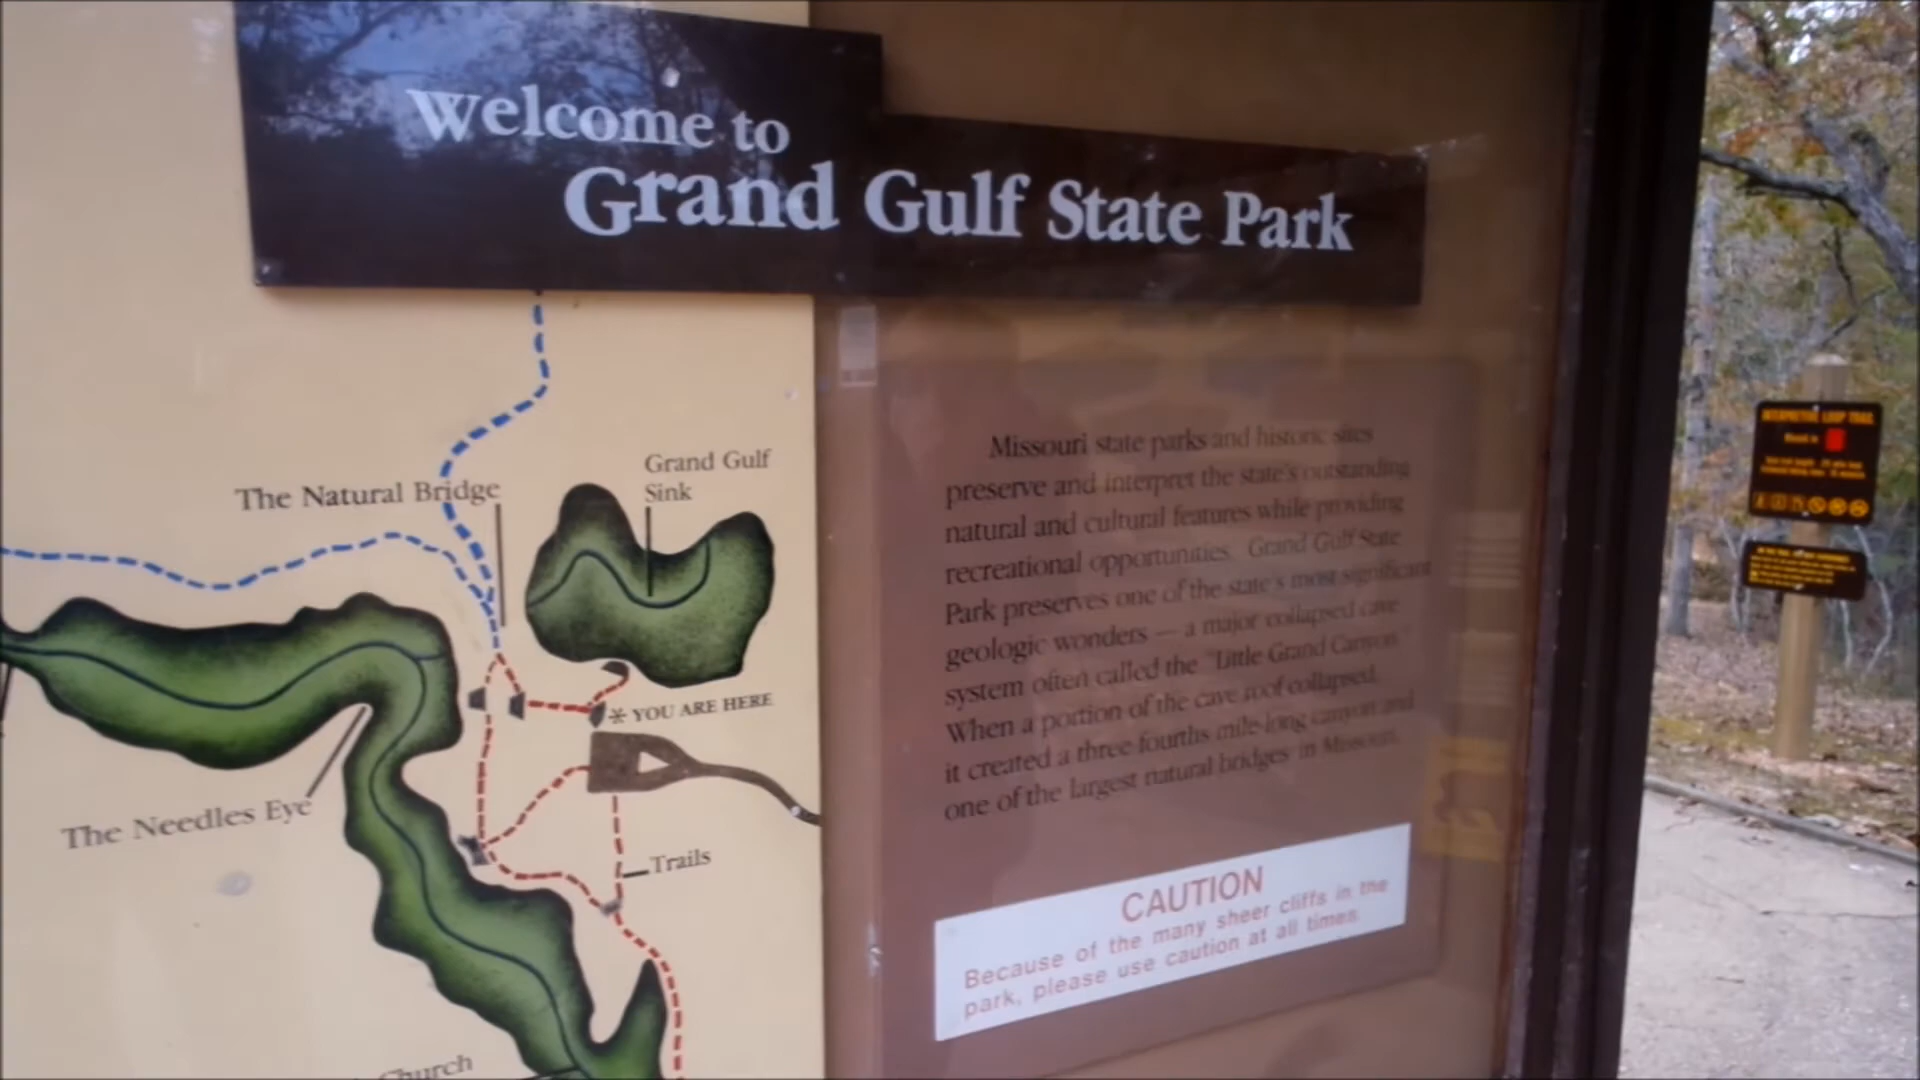 Welcome to
Grand Gulf State Park
The Natural Bridge
Grand Gulf
Sink
YOU ARE HERE
The Needles Eye
Trails
Church
Missouri state parks and historic sites
preserve and interpret the state's outstanding
natural and cultural features while providing
recreational opportunities. Grand Gulf State
Park preserves one of the state's most significant
geologic wonders — a major collapsed cave
system often called the "Little Grand Canyon."
When a portion of the cave roof collapsed,
it created a three-fourths mile-long canyon and
one of the largest natural bridges in Missouri.
CAUTION
Because of the many sheer cliffs in the
park, please use caution at all times.
INTERPRETIVE LOOP TRAIL